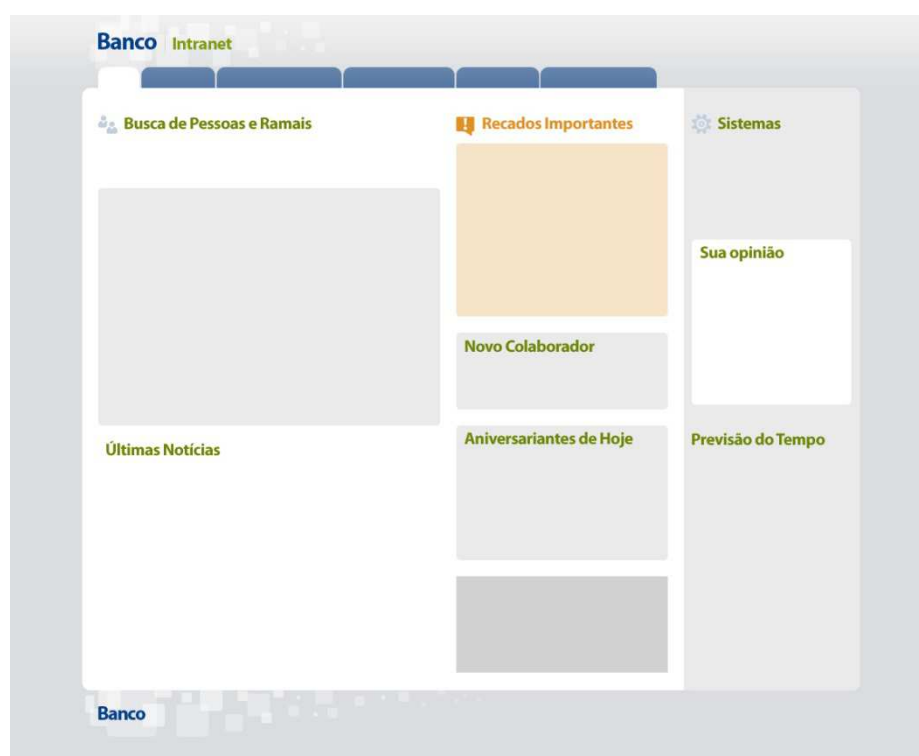 Banco Intranet
Busca de Pessoas e Ramais
Recados Importantes
Sistemas
Sua opinião
Novo Colaborador
Últimas Notícias
Aniversariantes de Hoje
Previsão do Tempo
Banco